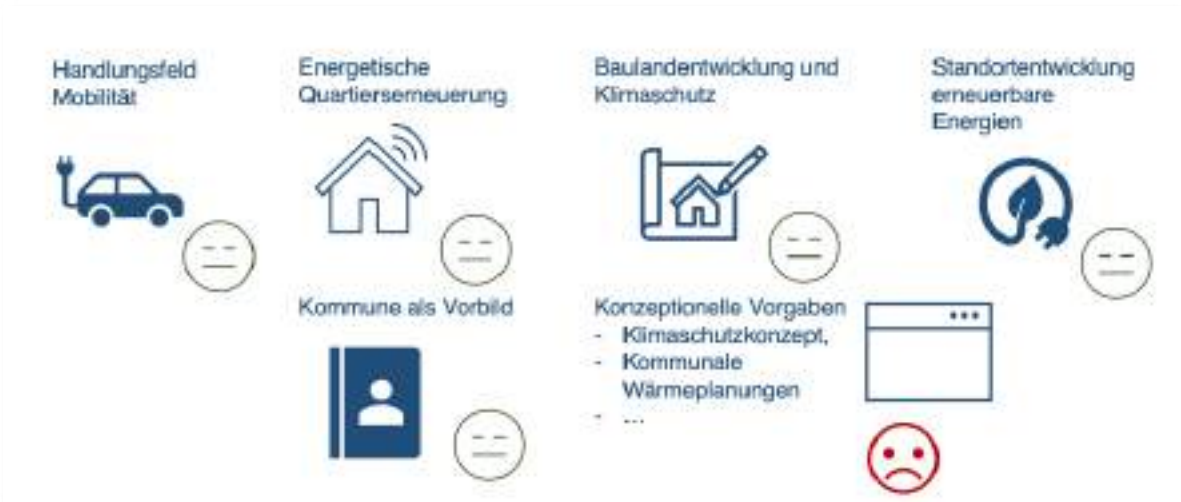 Handlungsfeld
Mobilität
Energetische
Quartierserneuerung
Baulandentwicklung und
Klimaschutz
Standortentwicklung
erneuerbare
Energien
Kommune als Vorbild
Konzeptionelle Vorgaben
- Klimaschutzkonzept,
- Kommunale
Wärmeplanungen
- ...